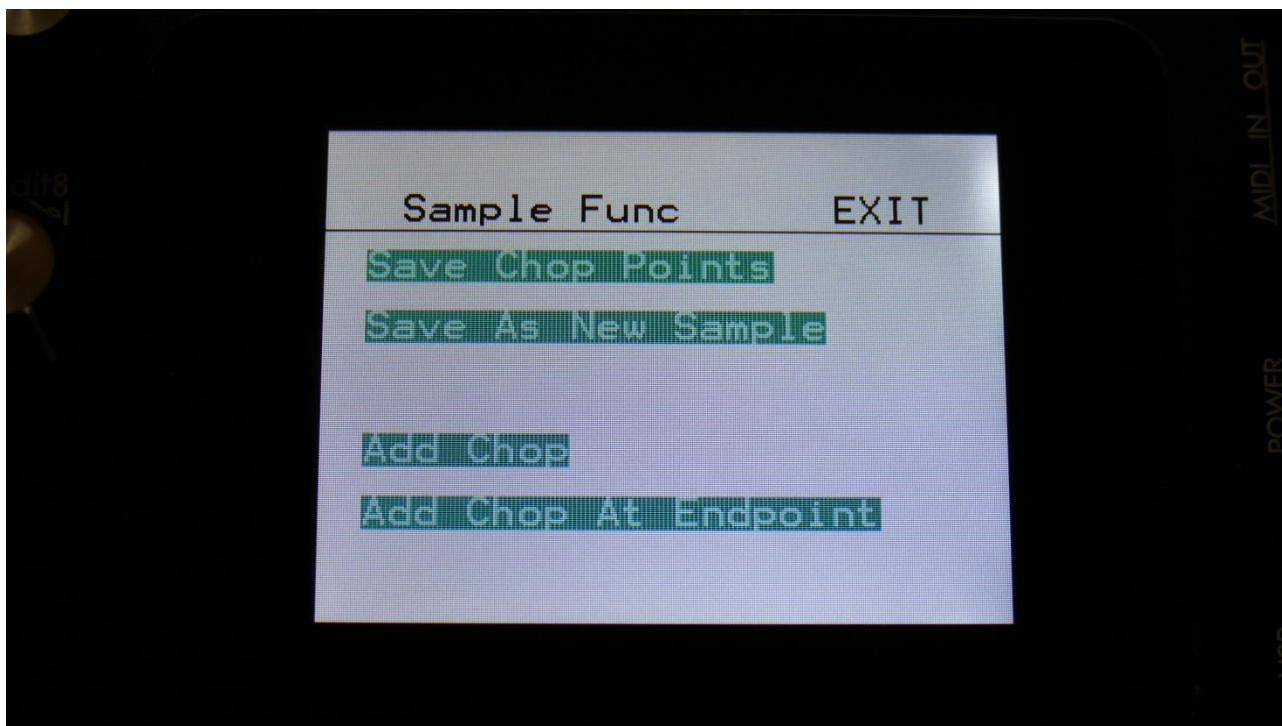 Sample Func EXIT
Save Chop Points
Save As New Sample
Add Chop
Add Chop At Endpoint
MIDI IN OUT
POWER